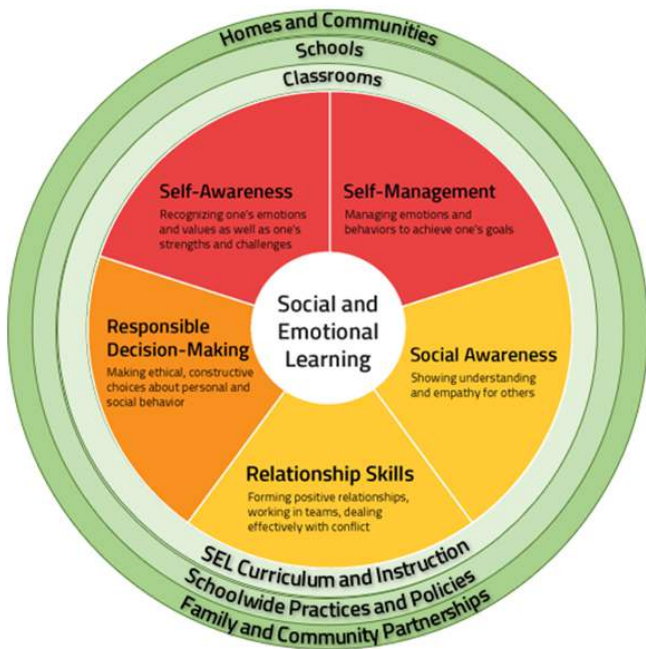 Homes and Communities
Schools
Classrooms
Self-Awareness
Recognizing one's emotions
and values as well as one's
strengths and challenges
Self-Management
Managing emotions and
behaviors to achieve one's goals
Social and
Emotional
Learning
Responsible
Decision-Making
Making ethical, constructive
choices about personal and
social behavior
Social Awareness
Showing understanding
and empathy for others
Relationship Skills
Forming positive relationships,
working in teams, dealing
effectively with conflict
SEL Curriculum and Instruction
Schoolwide Practices and Policies
Family and Community Partnerships